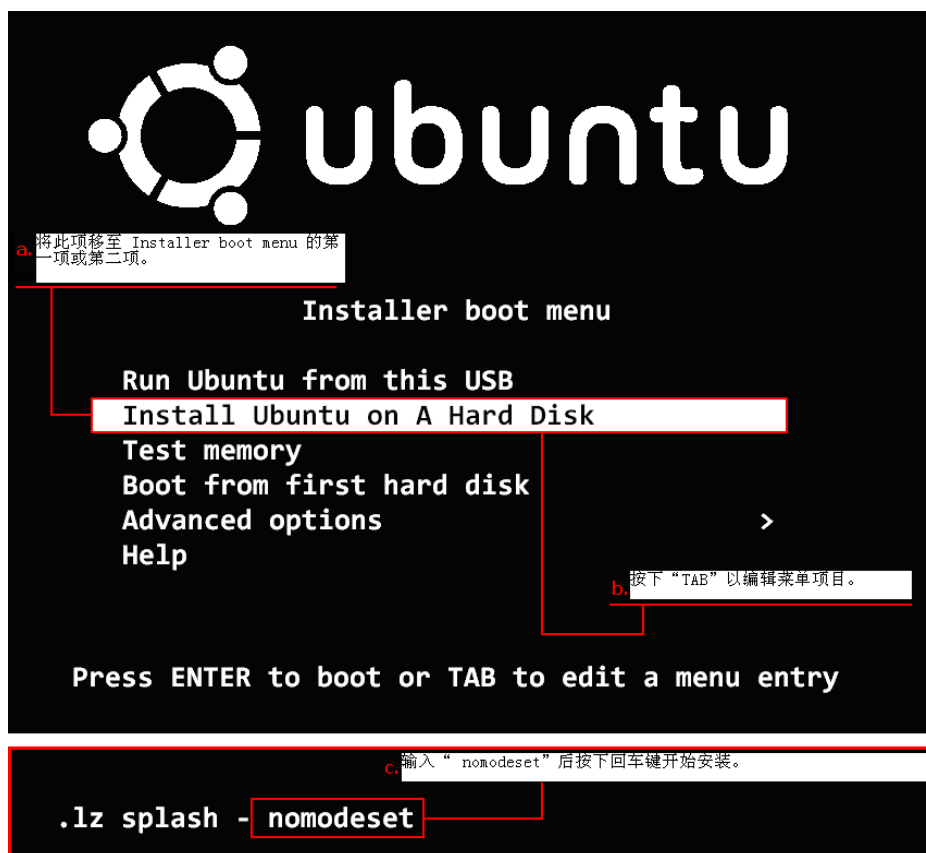 ubuntu
a. 将此项移至 Installer boot menu 的第
一项或第二项。
Installer boot menu
Run Ubuntu from this USB
Install Ubuntu on A Hard Disk
Test memory
Boot from first hard disk
Advanced options >
Help
b. 按下“TAB”以编辑菜单项目。
Press ENTER to boot or TAB to edit a menu entry
c. 输入“ nomodeset”后按下回车键开始安装。
.lz splash - nomodeset